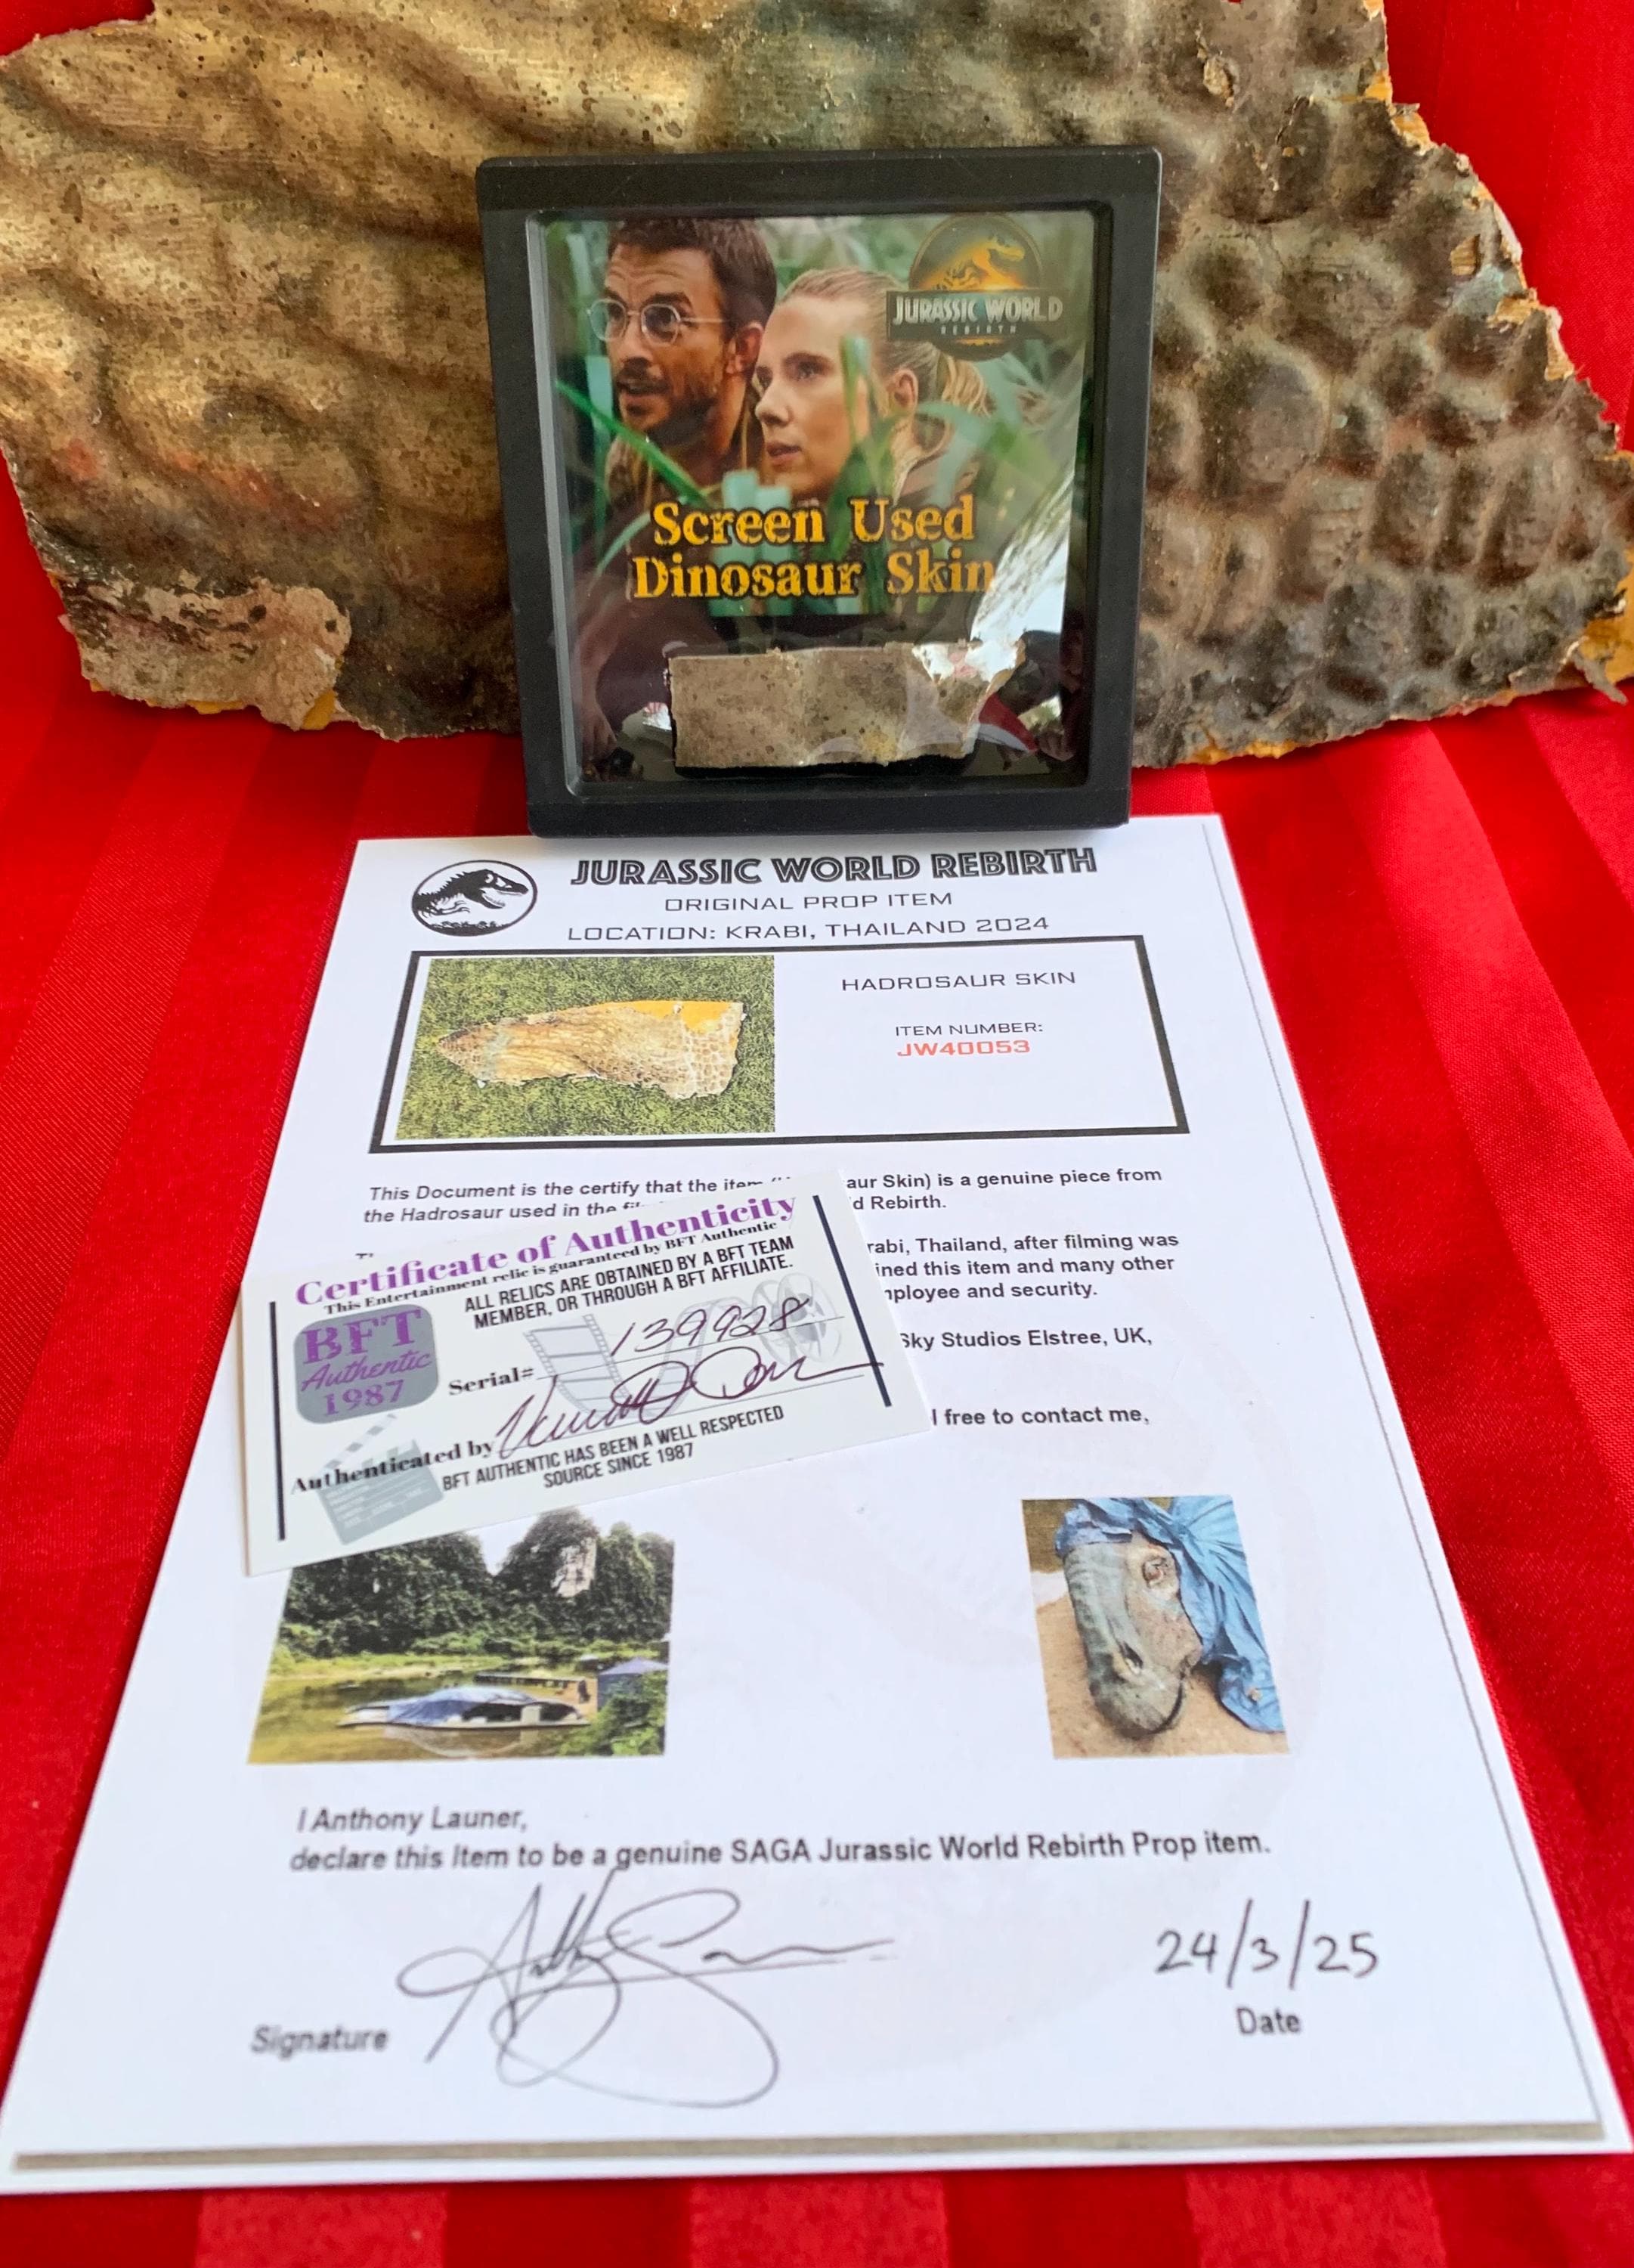 JURASSIC WORLD
REBIRTH
Screen Used
Dinosaur Skin
JURASSIC WORLD REBIRTH
ORIGINAL PROP ITEM
LOCATION: KRABI, THAILAND 2024
HADROSAUR SKIN
ITEM NUMBER:
JW40053
This Document is the certify that the item aur Skin) is a genuine piece from
the Hadrosaur used in the d Rebirth.
rabi, Thailand, after filming was
ined this item and many other
mployee and security.
Sky Studios Elstree, UK,
l free to contact me,
Certificate of Authenticity
This Entertainment relic is guaranteed by BFT Authentic
ALL RELICS ARE OBTAINED BY A BFT TEAM
MEMBER, OR THROUGH A BFT AFFILIATE.
BFT
Authentic
1987
Serial# 139928
Authenticated by
BFT AUTHENTIC HAS BEEN A WELL RESPECTED
SOURCE SINCE 1987
I Anthony Launer,
declare this Item to be a genuine SAGA Jurassic World Rebirth Prop item.
Signature
24/3/25
Date